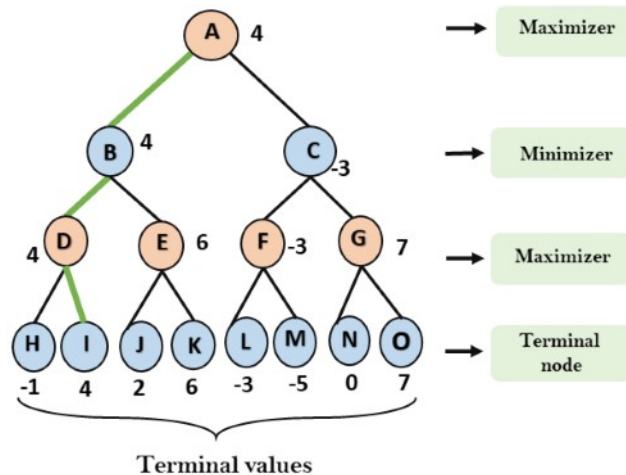 A 4 Maximizer
B 4 C -3 Minimizer
D 4 E 6 F -3 G 7 Maximizer
H I J K L M N O Terminal
node
-1 4 2 6 -3 -5 0 7
Terminal values